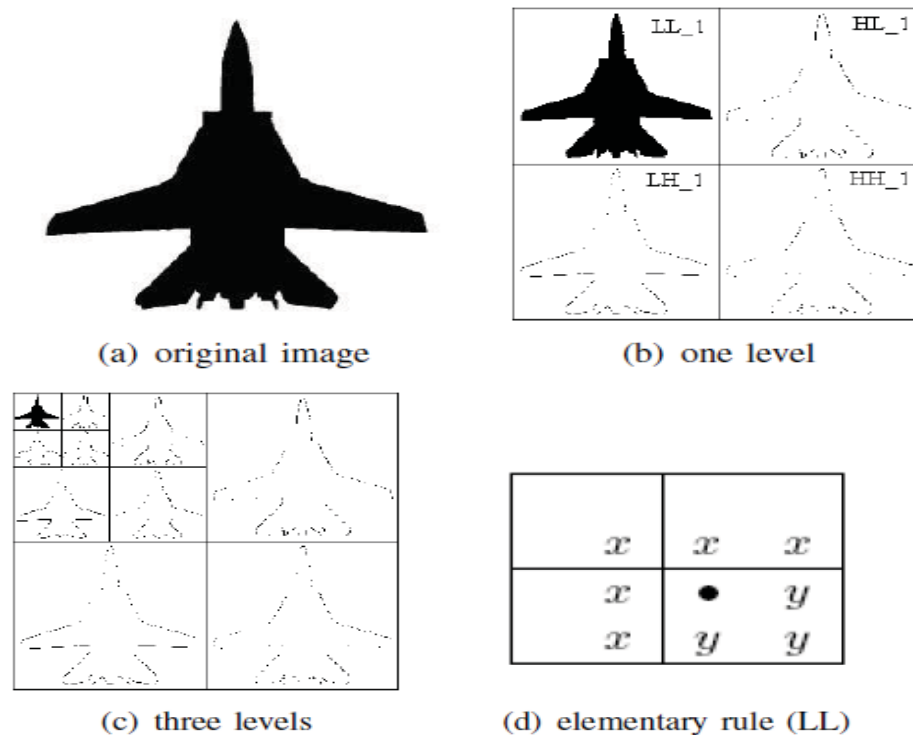 LL_1 HL_1
LH_1 HH_1
(a) original image (b) one level
x x x
x • y
x y y
(c) three levels (d) elementary rule (LL)